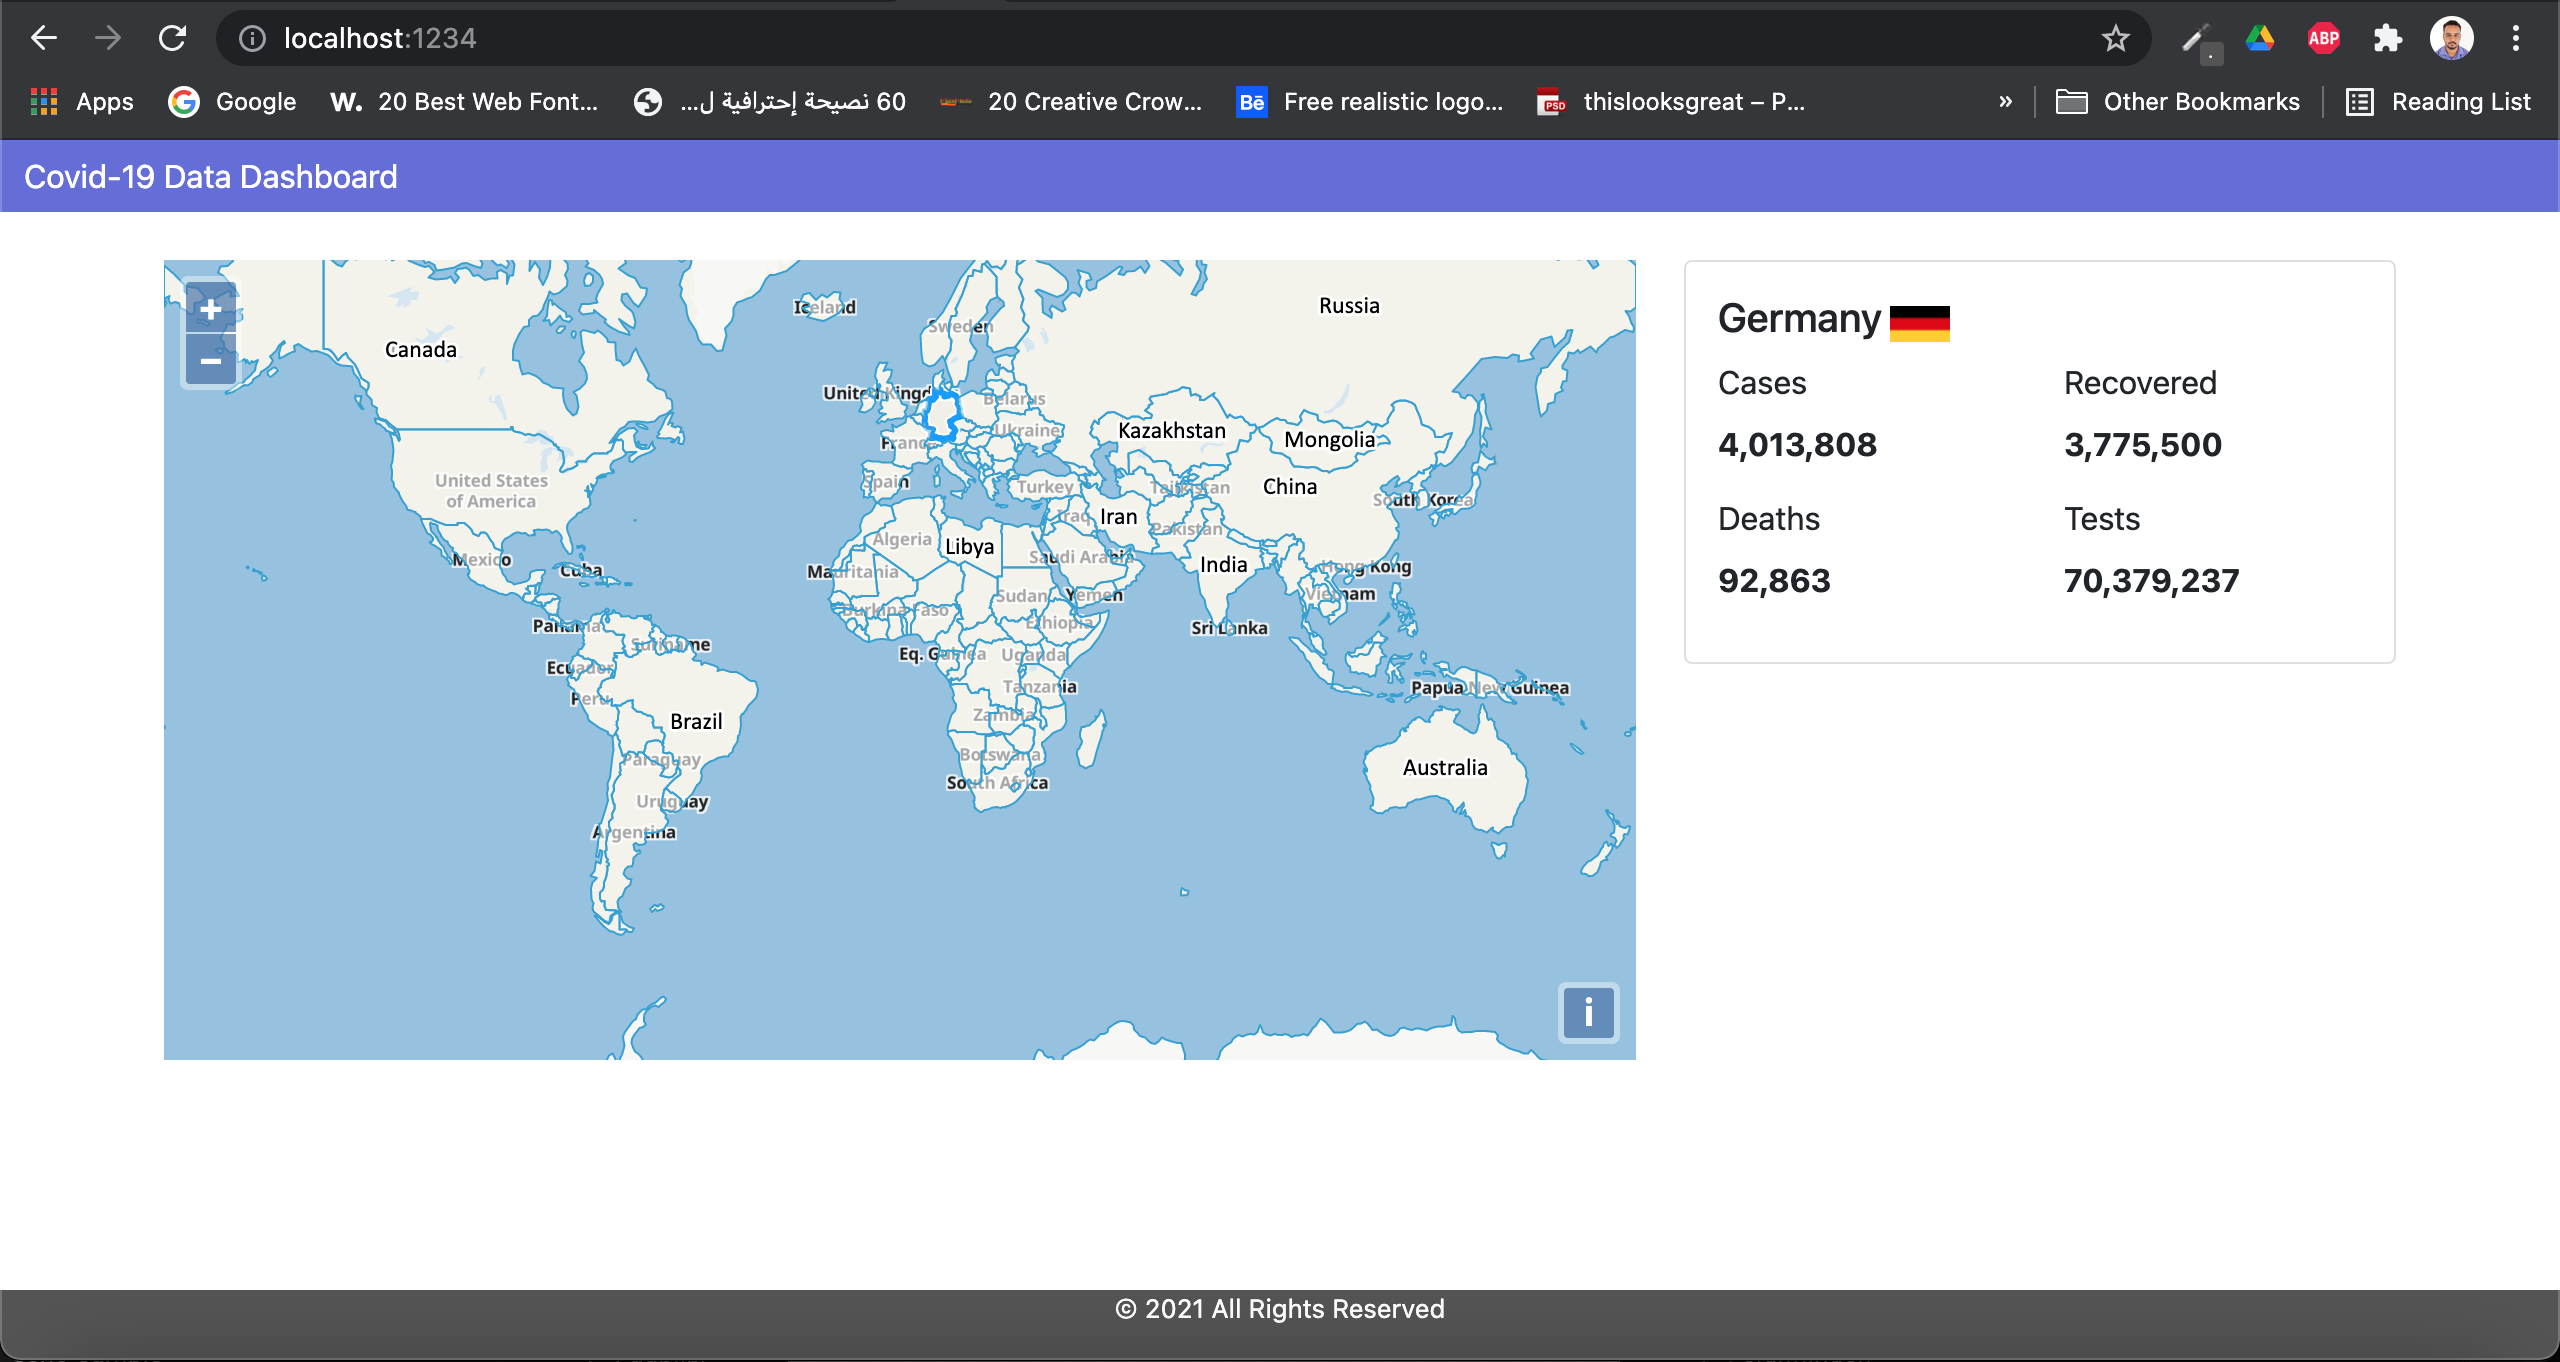 localhost:1234
ABP
Apps
Google
W. 20 Best Web Font...
60 نصيحة إحترافية ل...
20 Creative Crow...
Bē Free realistic logo...
PSD thislooksgreat – P...
»
Other Bookmarks
Reading List
Covid-19 Data Dashboard
+
−
Canada
Iceland
Sweden
Russia
United Kingd
Belarus
France
Ukraine
Kazakhstan
Mongolia
United States
of America
Spain
Turkey
Tajikistan
China
South Korea
Iraq
Iran
Pakistan
Algeria
Libya
Saudi Arabia
India
Hong Kong
Mexico
Cuba
Mauritania
Sudan
Yemen
Vietnam
Burkina Faso
Ethiopia
Sri Lanka
Panama
Suriname
Eq. Guinea
Uganda
Ecuador
Tanzania
Papua New Guinea
Peru
Zambia
Brazil
Paraguay
Botswana
Australia
South Africa
Uruguay
Argentina
i
Germany
Cases
Recovered
4,013,808
3,775,500
Deaths
Tests
92,863
70,379,237
© 2021 All Rights Reserved